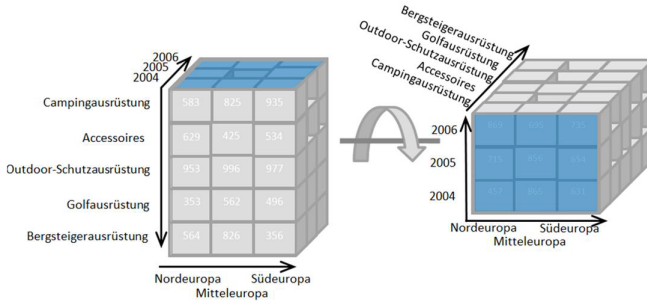 2006
2005
2004
Campingausrüstung 583 825 935
Accessoires 629 425 534
Outdoor-Schutzausrüstung 953 996 977
Golfausrüstung 353 562 496
Bergsteigerausrüstung 564 826 356
Nordeuropa Südeuropa
Mitteleuropa
Bergsteigerausrüstung
Golfausrüstung
Outdoor-Schutzausrüstung
Accessoires
Campingausrüstung
2006
2005
2004
Nordeuropa Südeuropa
Mitteleuropa